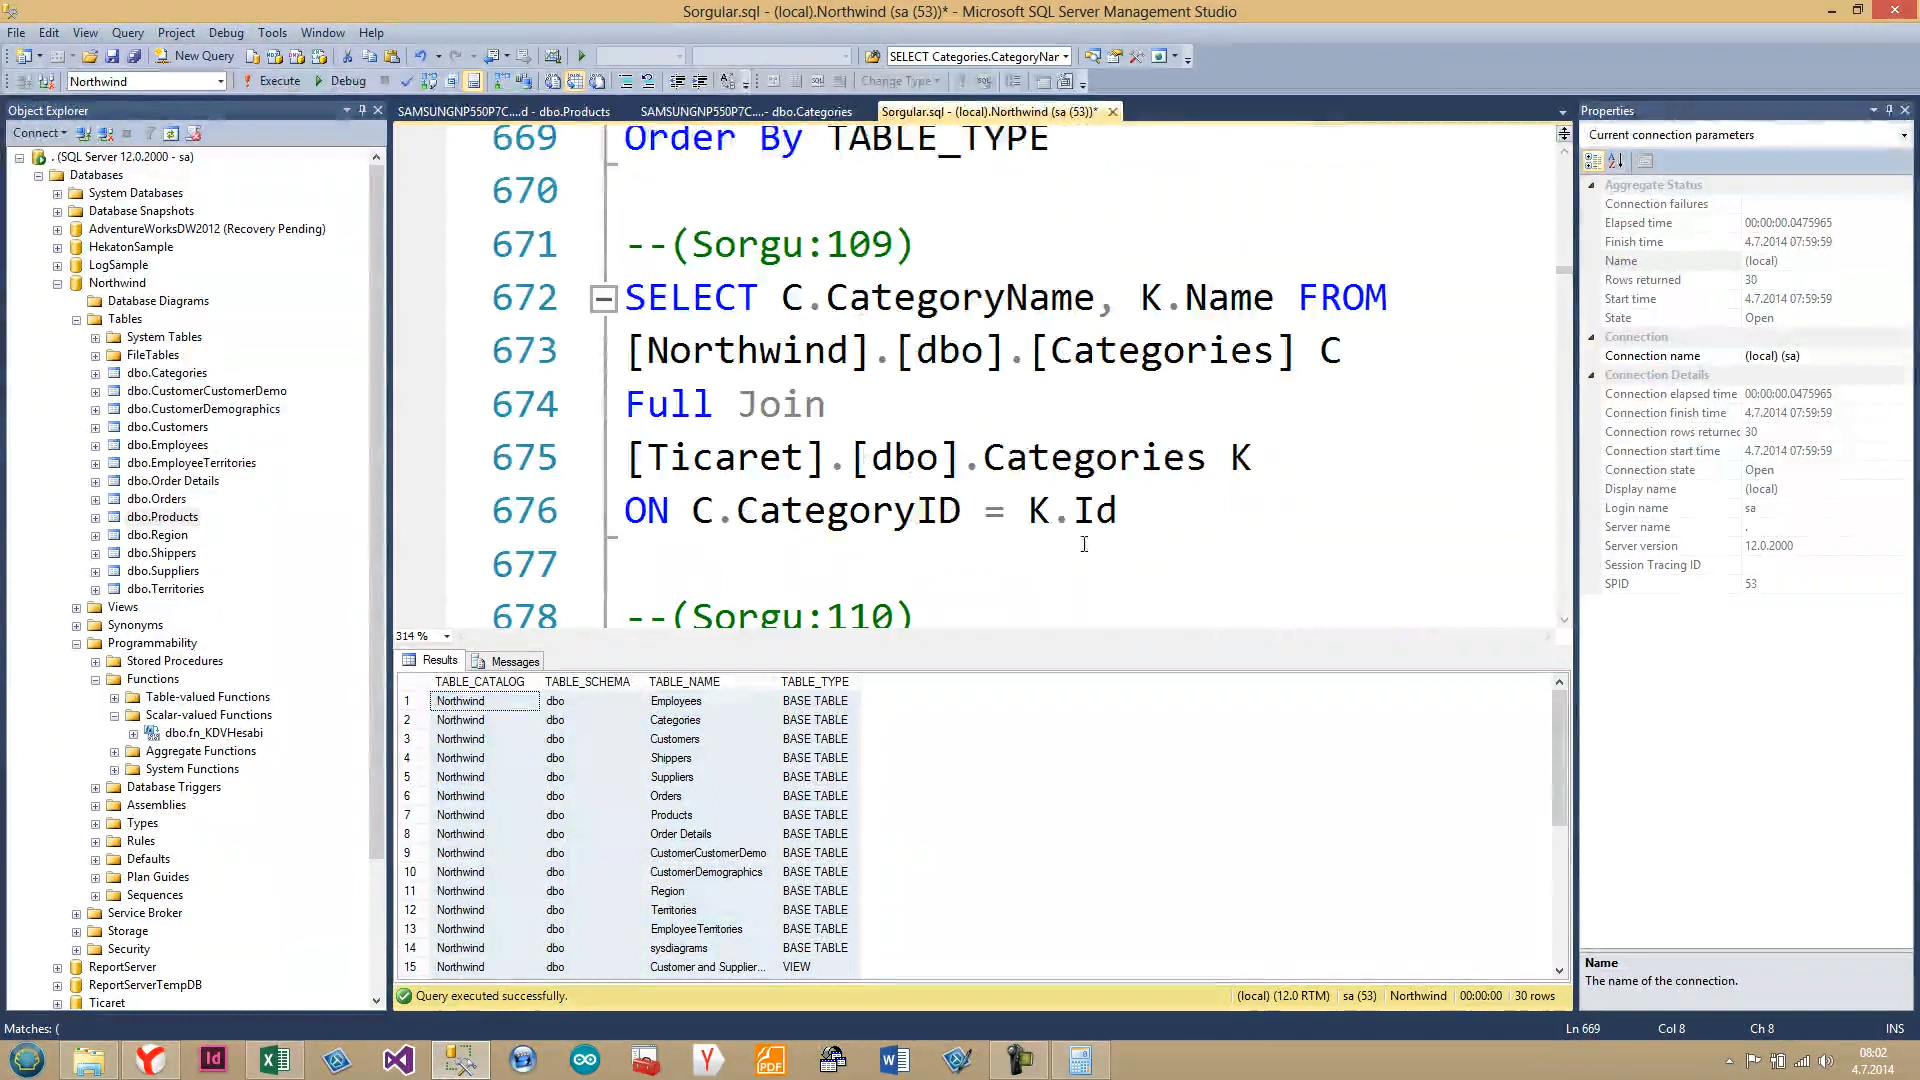 Sorgular.sql - (local).Northwind (sa (53))* - Microsoft SQL Server Management Studio
File Edit View Query Project Debug Tools Window Help
New Query
SELECT Categories.CategoryNar
Northwind
Execute
Debug
Change Type
Object Explorer
Connect
. (SQL Server 12.0.2000 - sa)
Databases
System Databases
Database Snapshots
AdventureWorksDW2012 (Recovery Pending)
HekatonSample
LogSample
Northwind
Database Diagrams
Tables
System Tables
FileTables
dbo.Categories
dbo.CustomerCustomerDemo
dbo.CustomerDemographics
dbo.Customers
dbo.Employees
dbo.EmployeeTerritories
dbo.Order Details
dbo.Orders
dbo.Products
dbo.Region
dbo.Shippers
dbo.Suppliers
dbo.Territories
Views
Synonyms
Programmability
Stored Procedures
Functions
Table-valued Functions
Scalar-valued Functions
dbo.fn_KDVHesabi
Aggregate Functions
System Functions
Database Triggers
Assemblies
Types
Rules
Defaults
Plan Guides
Sequences
Service Broker
Storage
Security
ReportServer
ReportServerTempDB
Ticaret
SAMSUNGNP550P7C....d - dbo.Products
SAMSUNGNP550P7C....- dbo.Categories
Sorgular.sql - (local).Northwind (sa (53))*
669 Order By TABLE_TYPE
670
671 --(Sorgu:109)
672 SELECT C.CategoryName, K.Name FROM
673 [Northwind].[dbo].[Categories] C
674 Full Join
675 [Ticaret].[dbo].Categories K
676 ON C.CategoryID = K.Id
677
678 --(Sorgu:110)
314 %
Results
Messages
TABLE_CATALOG TABLE_SCHEMA TABLE_NAME TABLE_TYPE
1 Northwind dbo Employees BASE TABLE
2 Northwind dbo Categories BASE TABLE
3 Northwind dbo Customers BASE TABLE
4 Northwind dbo Shippers BASE TABLE
5 Northwind dbo Suppliers BASE TABLE
6 Northwind dbo Orders BASE TABLE
7 Northwind dbo Products BASE TABLE
8 Northwind dbo Order Details BASE TABLE
9 Northwind dbo CustomerCustomerDemo BASE TABLE
10 Northwind dbo CustomerDemographics BASE TABLE
11 Northwind dbo Region BASE TABLE
12 Northwind dbo Territories BASE TABLE
13 Northwind dbo EmployeeTerritories BASE TABLE
14 Northwind dbo sysdiagrams BASE TABLE
15 Northwind dbo Customer and Supplier... VIEW
Query executed successfully.
(local) (12.0 RTM) sa (53) Northwind 00:00:00 30 rows
Properties
Current connection parameters
Aggregate Status
Connection failures
Elapsed time 00:00:00.0475965
Finish time 4.7.2014 07:59:59
Name (local)
Rows returned 30
Start time 4.7.2014 07:59:59
State Open
Connection
Connection name (local) (sa)
Connection Details
Connection elapsed time 00:00:00.0475965
Connection finish time 4.7.2014 07:59:59
Connection rows returned 30
Connection start time 4.7.2014 07:59:59
Connection state Open
Display name (local)
Login name sa
Server name .
Server version 12.0.2000
Session Tracing ID
SPID 53
Name
The name of the connection.
Matches: (
Ln 669 Col 8 Ch 8 INS
08:02
4.7.2014